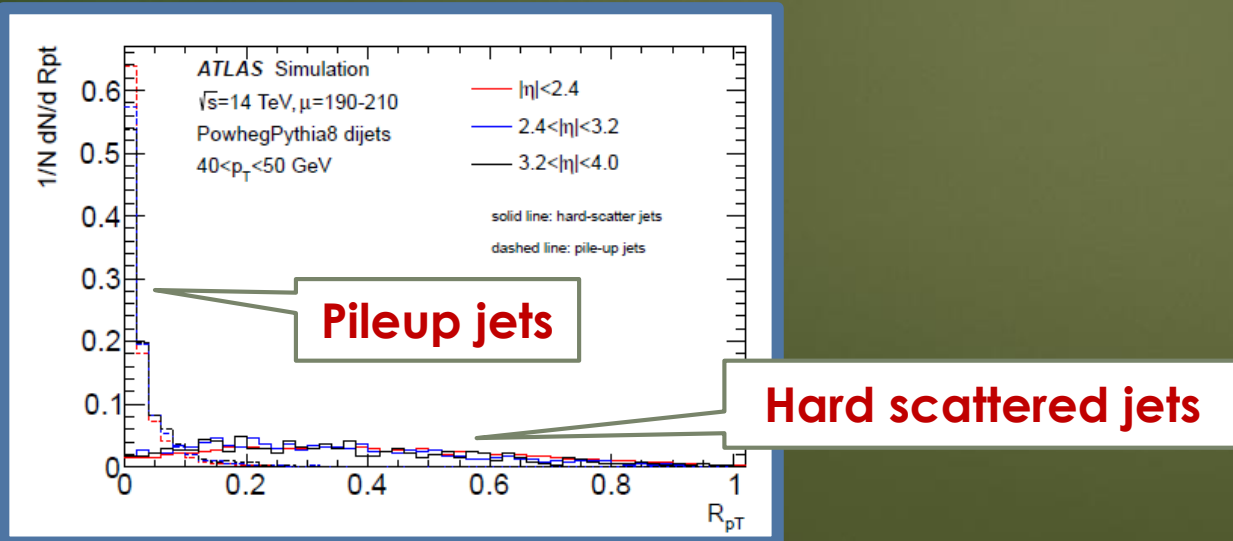 1/N dN/d Rpt
ATLAS Simulation
√s=14 TeV, μ=190-210
PowhegPythia8 dijets
40<p_T<50 GeV
|η|<2.4
2.4<|η|<3.2
3.2<|η|<4.0
solid line: hard-scatter jets
dashed line: pile-up jets
0.6
0.5
0.4
0.3
0.2
0.1
0
Pileup jets
Hard scattered jets
0 0.2 0.4 0.6 0.8 1
R_pT